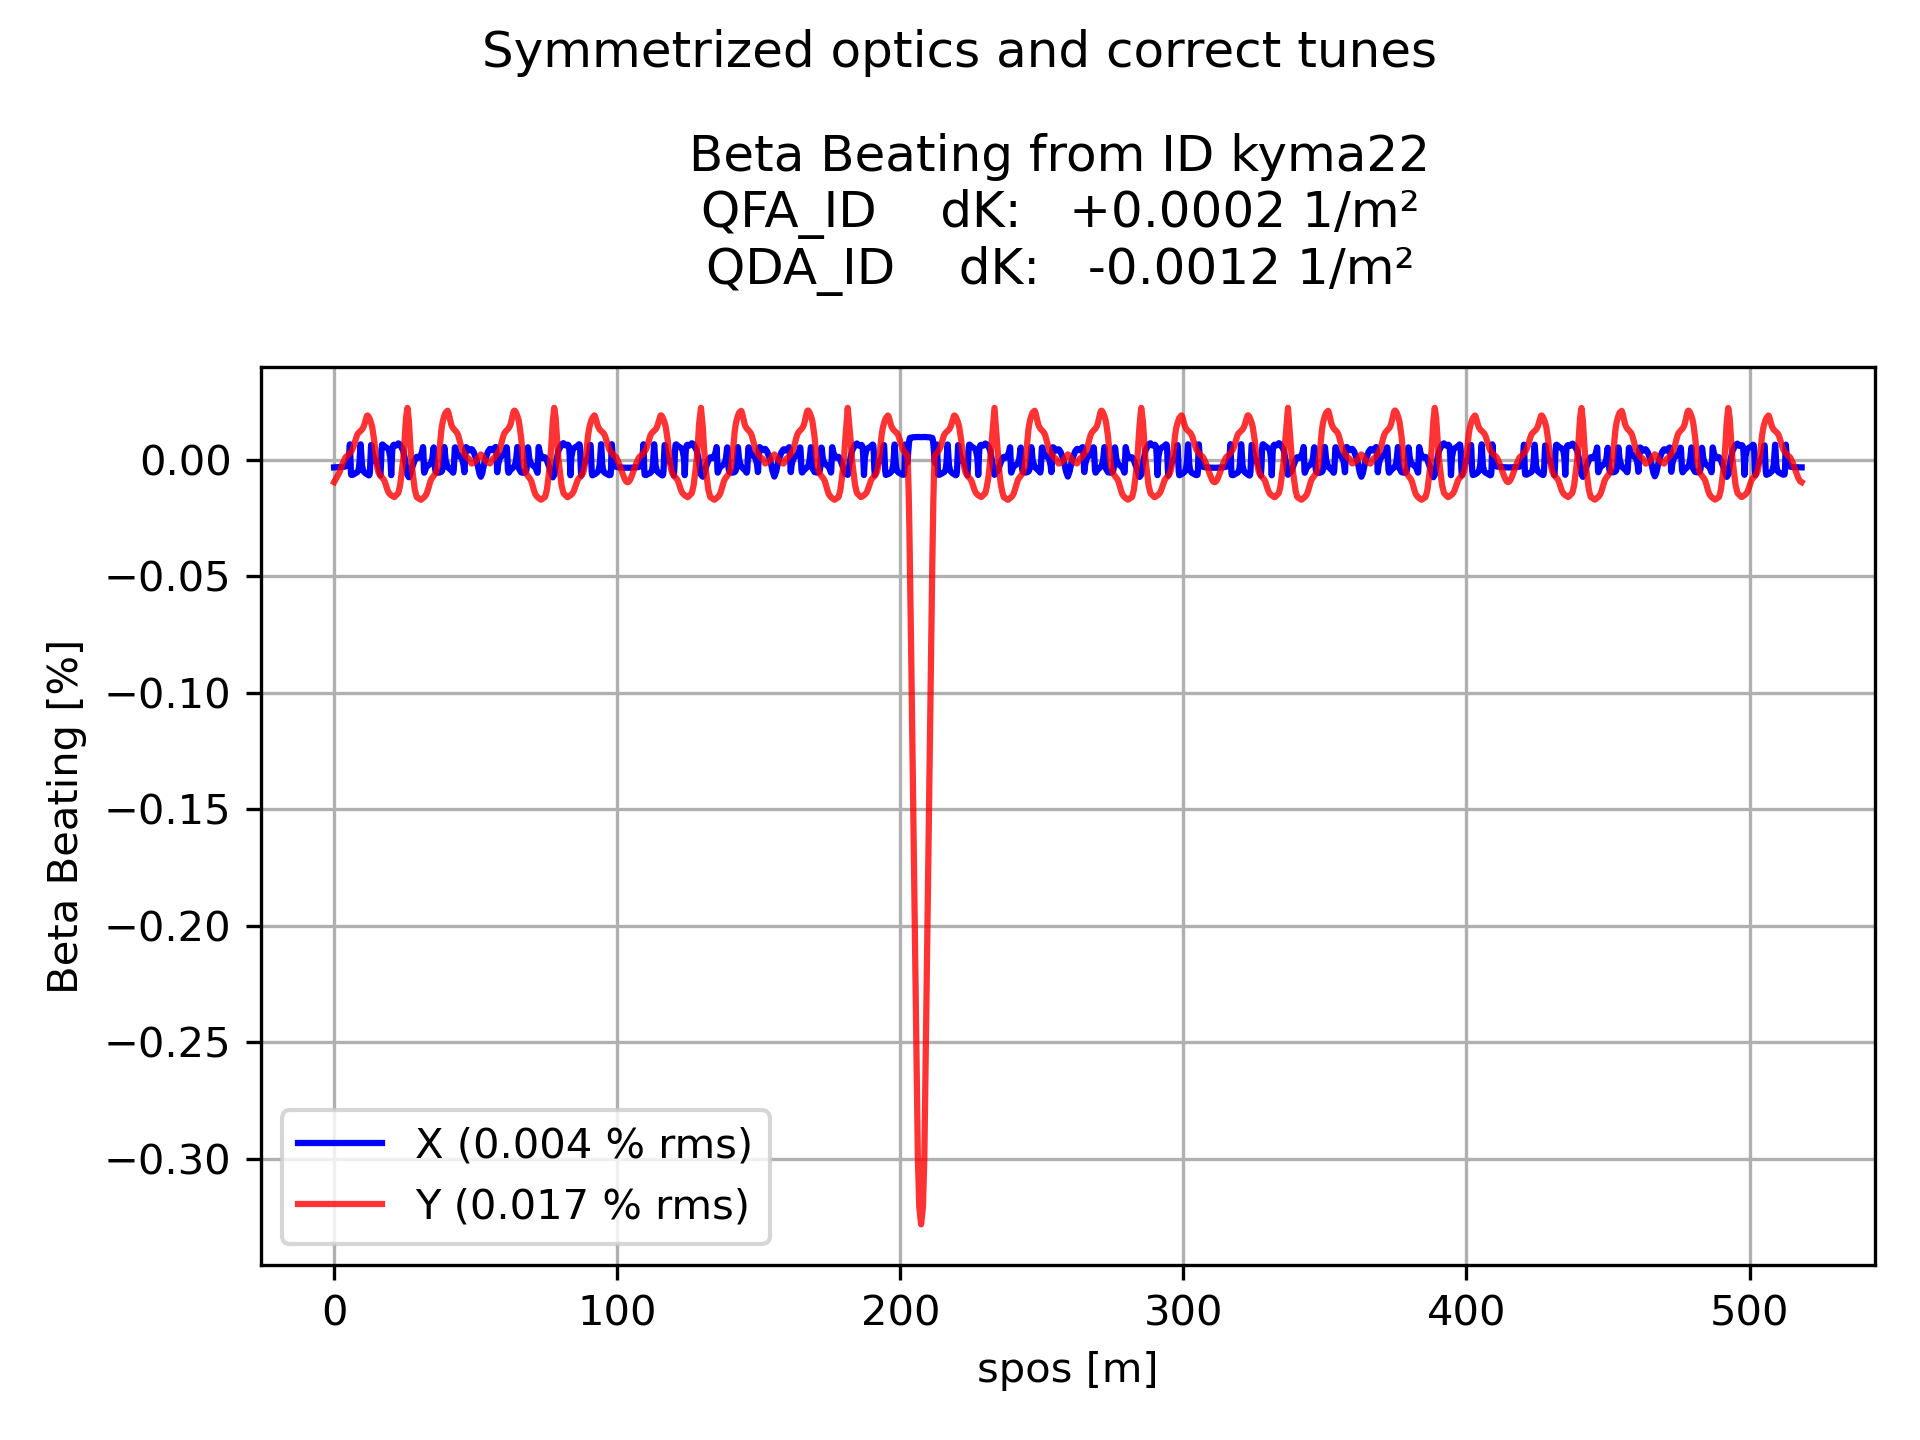 Symmetrized optics and correct tunes
Beta Beating from ID kyma22
QFA_ID dK: +0.0002 1/m²
QDA_ID dK: -0.0012 1/m²
0.00
−0.05
−0.10
−0.15
−0.20
−0.25
−0.30
Beta Beating [%]
X (0.004 % rms)
Y (0.017 % rms)
0 100 200 300 400 500
spos [m]